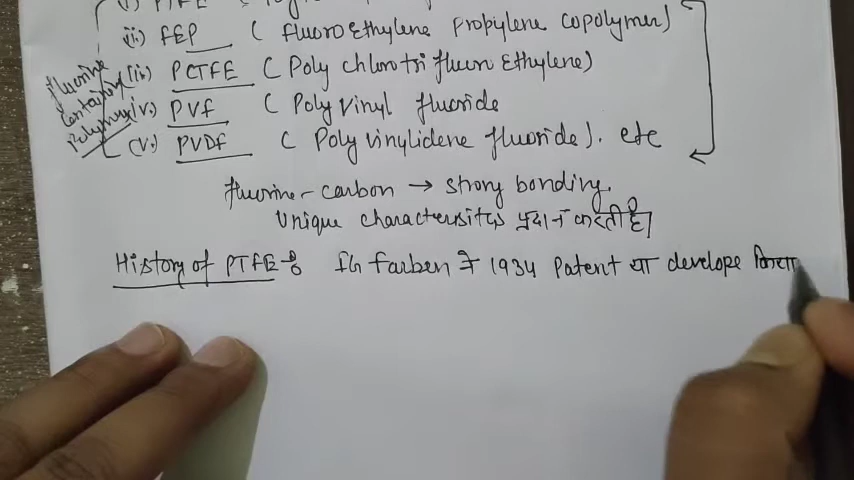 (i) PTFE (
(ii) FEP ( fluoro Ethylene Propylene copolymer)
(iii) PCTFE ( Poly chlorotrifluoro Ethylene)
(iv) PVf ( Poly vinyl fluoride
(v.) PVDf ( Poly vinylidene fluoride). etc
fluorine containing Polymers
fluorine - carbon → strong bonding.
Unique characterisitics प्रदान करती है।
History of PTFE:- IG Farben ने 1934 Patent या develope किया